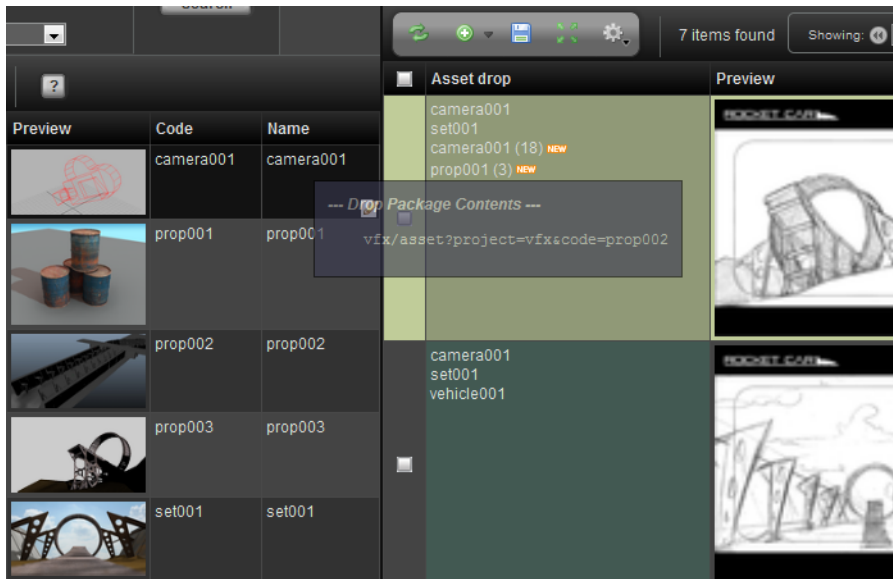 Search
7 items found
Showing:
?
Preview
Code
Name
Asset drop
Preview
camera001
camera001
prop001
prop001
prop002
prop002
prop003
prop003
set001
set001
camera001
set001
camera001 (18) NEW
prop001 (3) NEW
--- Drop Package Contents ---
vfx/asset?project=vfx&code=prop002
ROCKET CAR
camera001
set001
vehicle001
ROCKET CAR